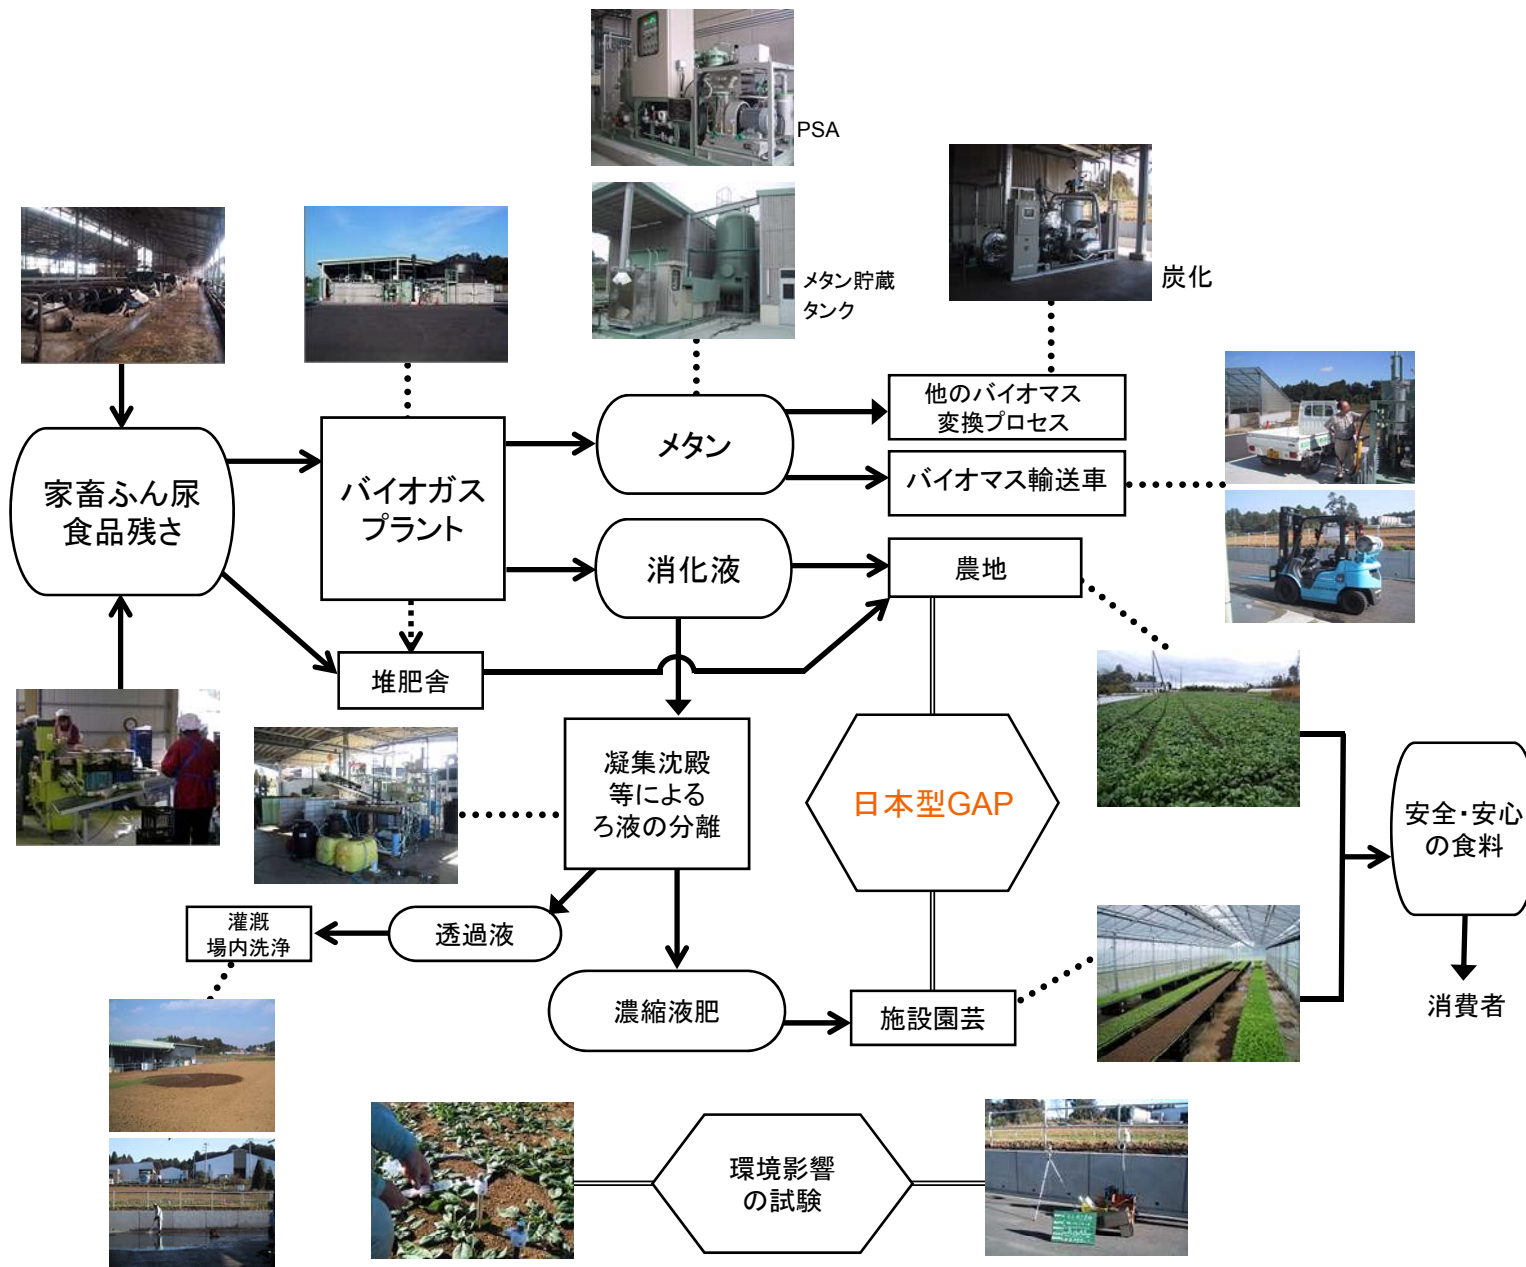 PSA
メタン貯蔵
タンク
炭化
他のバイオマス
変換プロセス
メタン
バイオマス輸送車
家畜ふん尿
食品残さ
バイオガス
プラント
消化液
農地
堆肥舎
凝集沈殿
等による
ろ液の分離
日本型GAP
安全・安心
の食料
灌漑
場内洗浄
透過液
濃縮液肥
施設園芸
消費者
環境影響
の試験